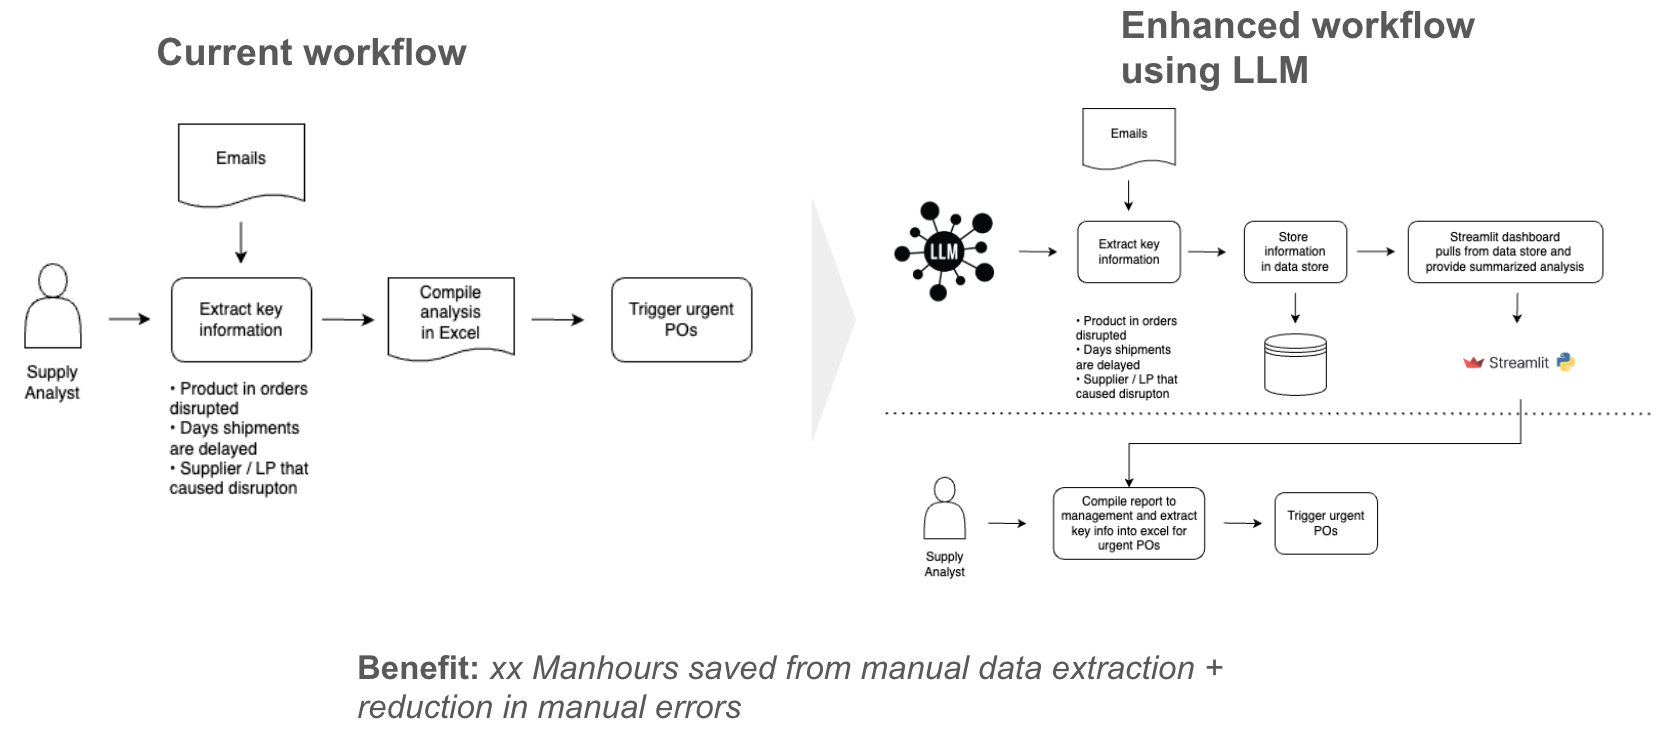 Current workflow
Emails
Supply
Analyst
Extract key
information
• Product in orders
disrupted
• Days shipments
are delayed
• Supplier / LP that
caused disrupton
Compile
analysis
in Excel
Trigger urgent
POs
Enhanced workflow
using LLM
Emails
LLM
Extract key
information
• Product in orders
disrupted
• Days shipments
are delayed
• Supplier / LP that
caused disrupton
Store
information
in data store
Streamlit dashboard
pulls from data store and
provide summarized analysis
Streamlit
Supply
Analyst
Compile report to
management and extract
key info into excel for
urgent POs
Trigger urgent
POs
Benefit: xx Manhours saved from manual data extraction +
reduction in manual errors